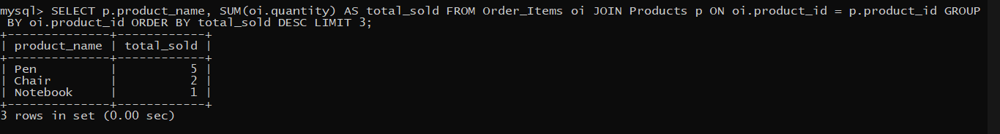 mysql> SELECT p.product_name, SUM(oi.quantity) AS total_sold FROM Order_Items oi JOIN Products p ON oi.product_id = p.product_id GROUP
 BY oi.product_id ORDER BY total_sold DESC LIMIT 3;
+--------------+------------+
| product_name | total_sold |
+--------------+------------+
| Pen          |          5 |
| Chair        |          2 |
| Notebook     |          1 |
+--------------+------------+
3 rows in set (0.00 sec)